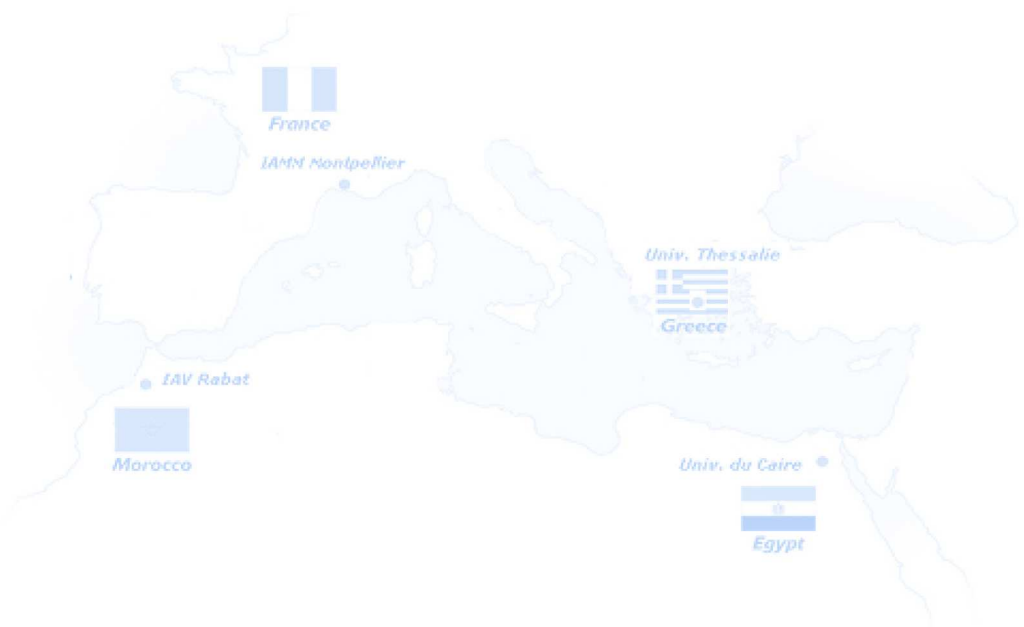 France
IAMM Montpellier
Univ. Thessalie
Greece
IAV Rabat
Morocco
Univ. du Caire
Egypt